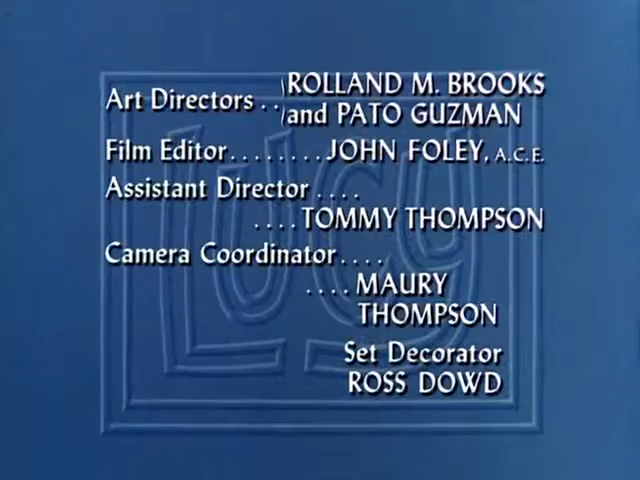 Art Directors . . ROLLAND M. BROOKS
and PATO GUZMAN
Film Editor . . . . . . . . JOHN FOLEY, A.C.E.
Assistant Director . . . .
. . . . TOMMY THOMPSON
Camera Coordinator . . . .
. . . . MAURY
THOMPSON
Set Decorator
ROSS DOWD
Lucy